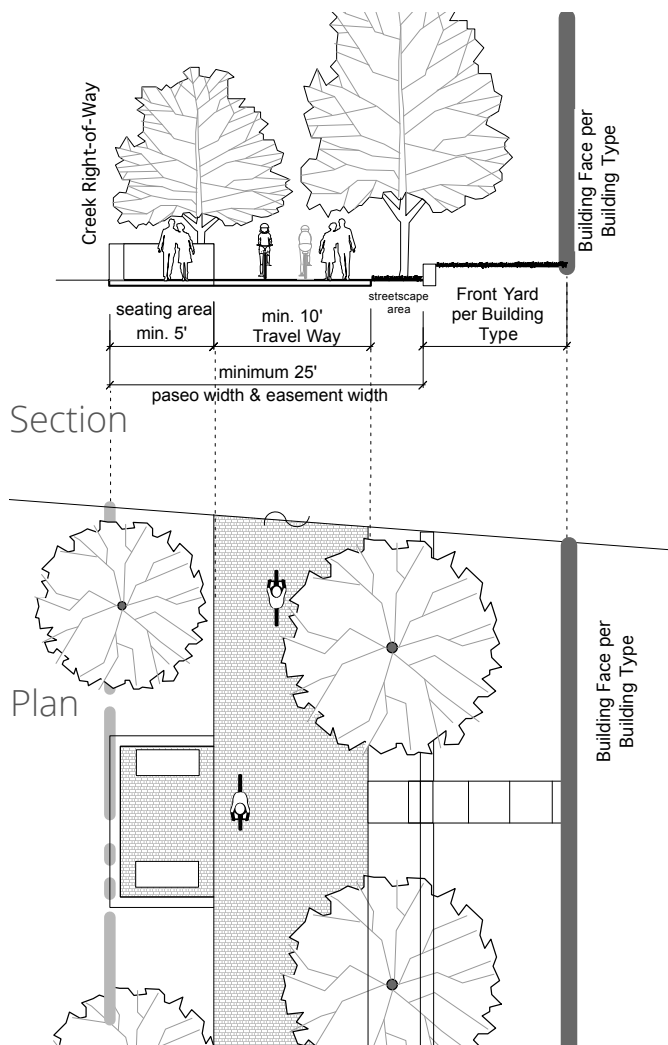 Creek Right-of-Way
Building Face per
Building Type
seating area
min. 5'
min. 10'
Travel Way
streetscape
area
Front Yard
per Building
Type
minimum 25'
paseo width & easement width
Section
Plan
Building Face per
Building Type